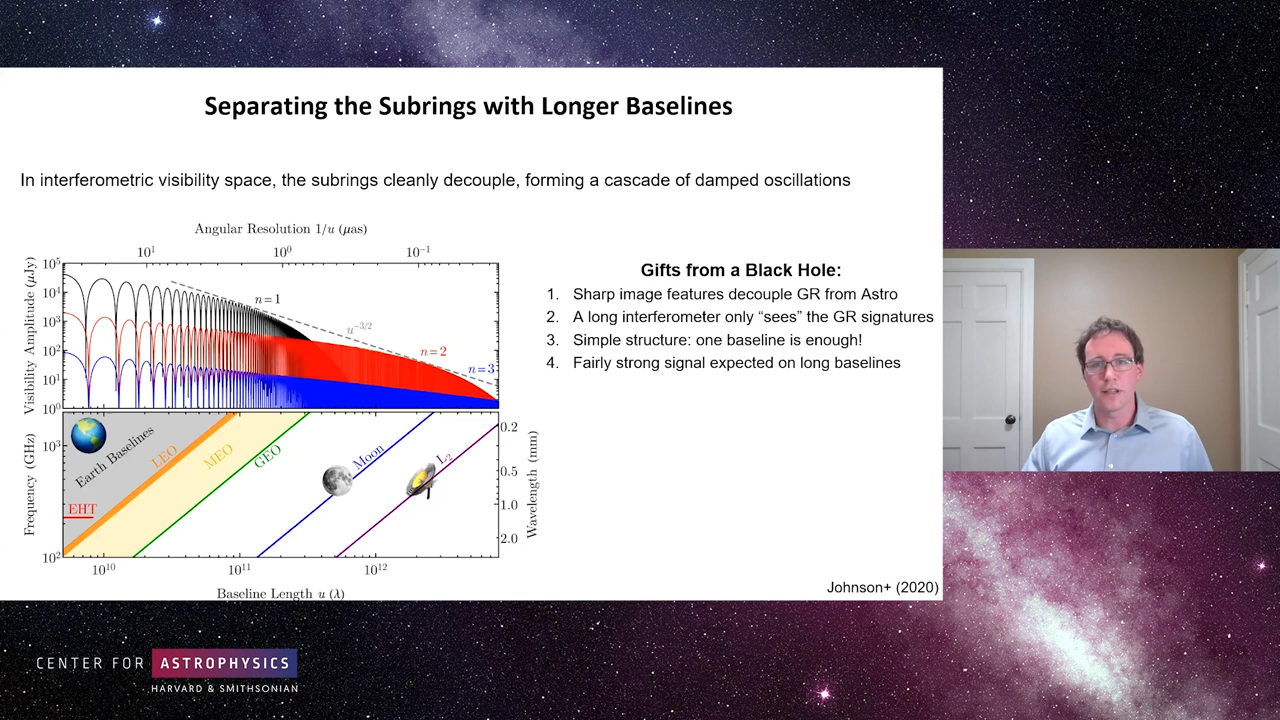 Separating the Subrings with Longer Baselines
In interferometric visibility space, the subrings cleanly decouple, forming a cascade of damped oscillations
Angular Resolution 1/u (μas)
10¹ 10⁰ 10⁻¹
Visibility Amplitude (μJy)
10⁵
10⁴
10³
10²
10¹
10⁰
n = 1
u⁻³/²
n = 2
n = 3
Gifts from a Black Hole:
1. Sharp image features decouple GR from Astro
2. A long interferometer only “sees” the GR signatures
3. Simple structure: one baseline is enough!
4. Fairly strong signal expected on long baselines
Frequency (GHz)
10³
10²
Earth Baselines
LEO
MEO
GEO
Moon
L2
EHT
0.2
0.5
1.0
2.0
Wavelength (mm)
10¹⁰ 10¹¹ 10¹²
Baseline Length u (λ)
Johnson+ (2020)
CENTER FOR ASTROPHYSICS
HARVARD & SMITHSONIAN